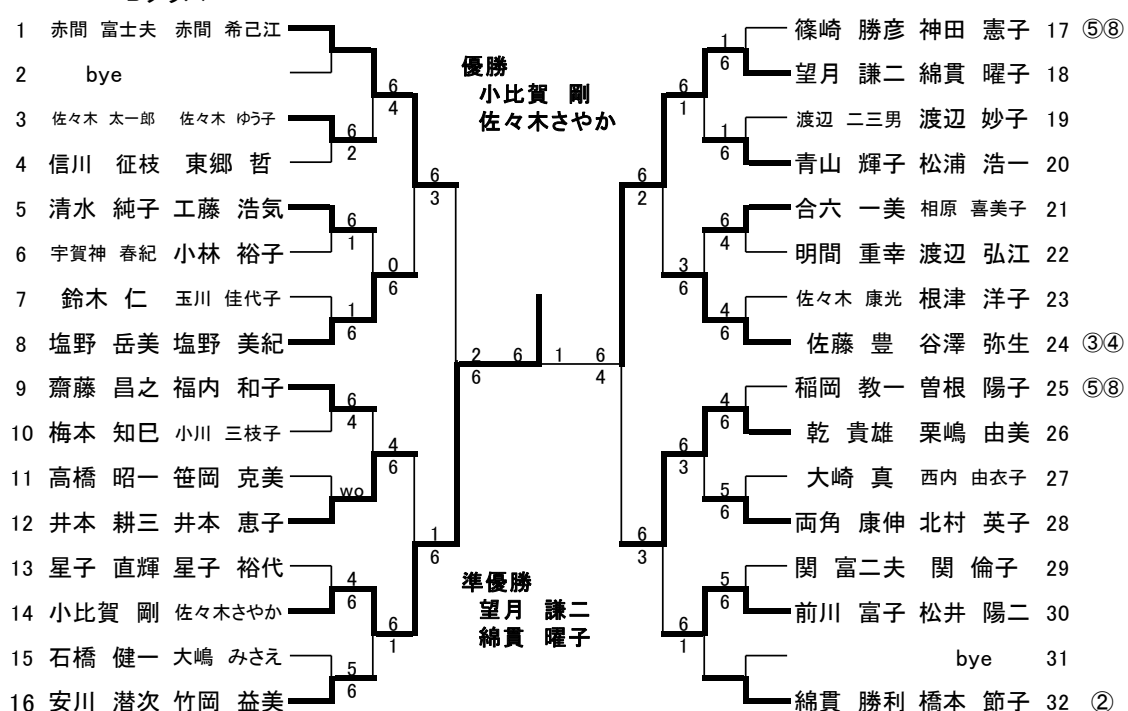 1 赤間 富士夫 赤間 希己江
2 bye
3 佐々木 太一郎 佐々木 ゆう子
4 信川 征枝 東郷 哲
5 清水 純子 工藤 浩気
6 宇賀神 春紀 小林 裕子
7 鈴木 仁 玉川 佳代子
8 塩野 岳美 塩野 美紀
9 齋藤 昌之 福内 和子
10 梅本 知巳 小川 三枝子
11 高橋 昭一 笹岡 克美
12 井本 耕三 井本 恵子
13 星子 直輝 星子 裕代
14 小比賀 剛 佐々木さやか
15 石橋 健一 大嶋 みさえ
16 安川 潜次 竹岡 益美
6
2
6
1
1
6
6
4
wo
4
6
5
6
6
4
0
6
4
6
6
1
6
3
1
6
2
6
6 1
優勝
小比賀 剛
佐々木さやか
準優勝
望月 謙二
綿貫 曜子
6
4
6
2
6
3
6
1
3
6
6
3
6
1
1
6
1
6
6
4
4
6
4
6
5
6
5
6
篠崎 勝彦 神田 憲子 17 ⑤⑧
望月 謙二 綿貫 曜子 18
渡辺 二三男 渡辺 妙子 19
青山 輝子 松浦 浩一 20
合六 一美 相原 喜美子 21
明間 重幸 渡辺 弘江 22
佐々木 康光 根津 洋子 23
佐藤 豊 谷澤 弥生 24 ③④
稲岡 教一 曽根 陽子 25 ⑤⑧
乾 貴雄 栗嶋 由美 26
大崎 真 西内 由衣子 27
両角 康伸 北村 英子 28
関 富二夫 関 倫子 29
前川 富子 松井 陽二 30
bye 31
綿貫 勝利 橋本 節子 32 ②